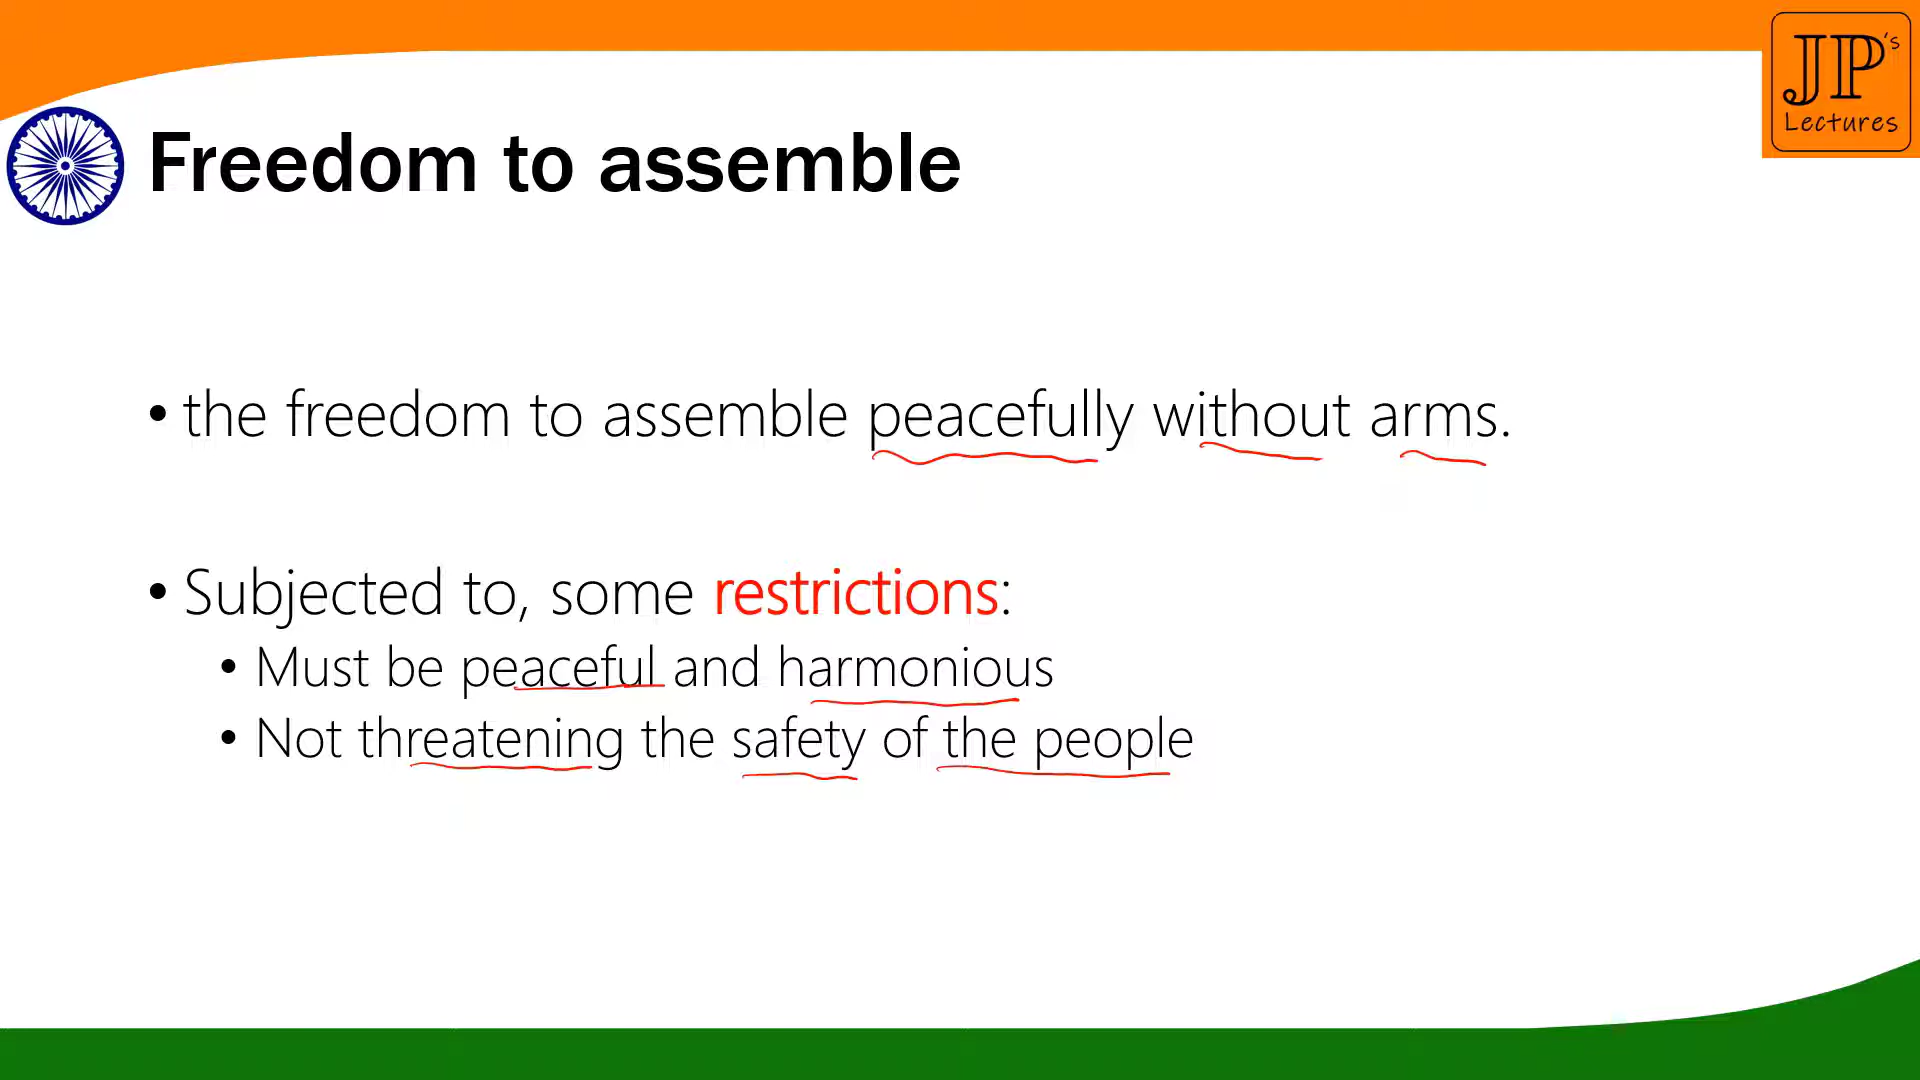 JP's
Lectures
Freedom to assemble
• the freedom to assemble peacefully without arms.
• Subjected to, some restrictions:
• Must be peaceful and harmonious
• Not threatening the safety of the people